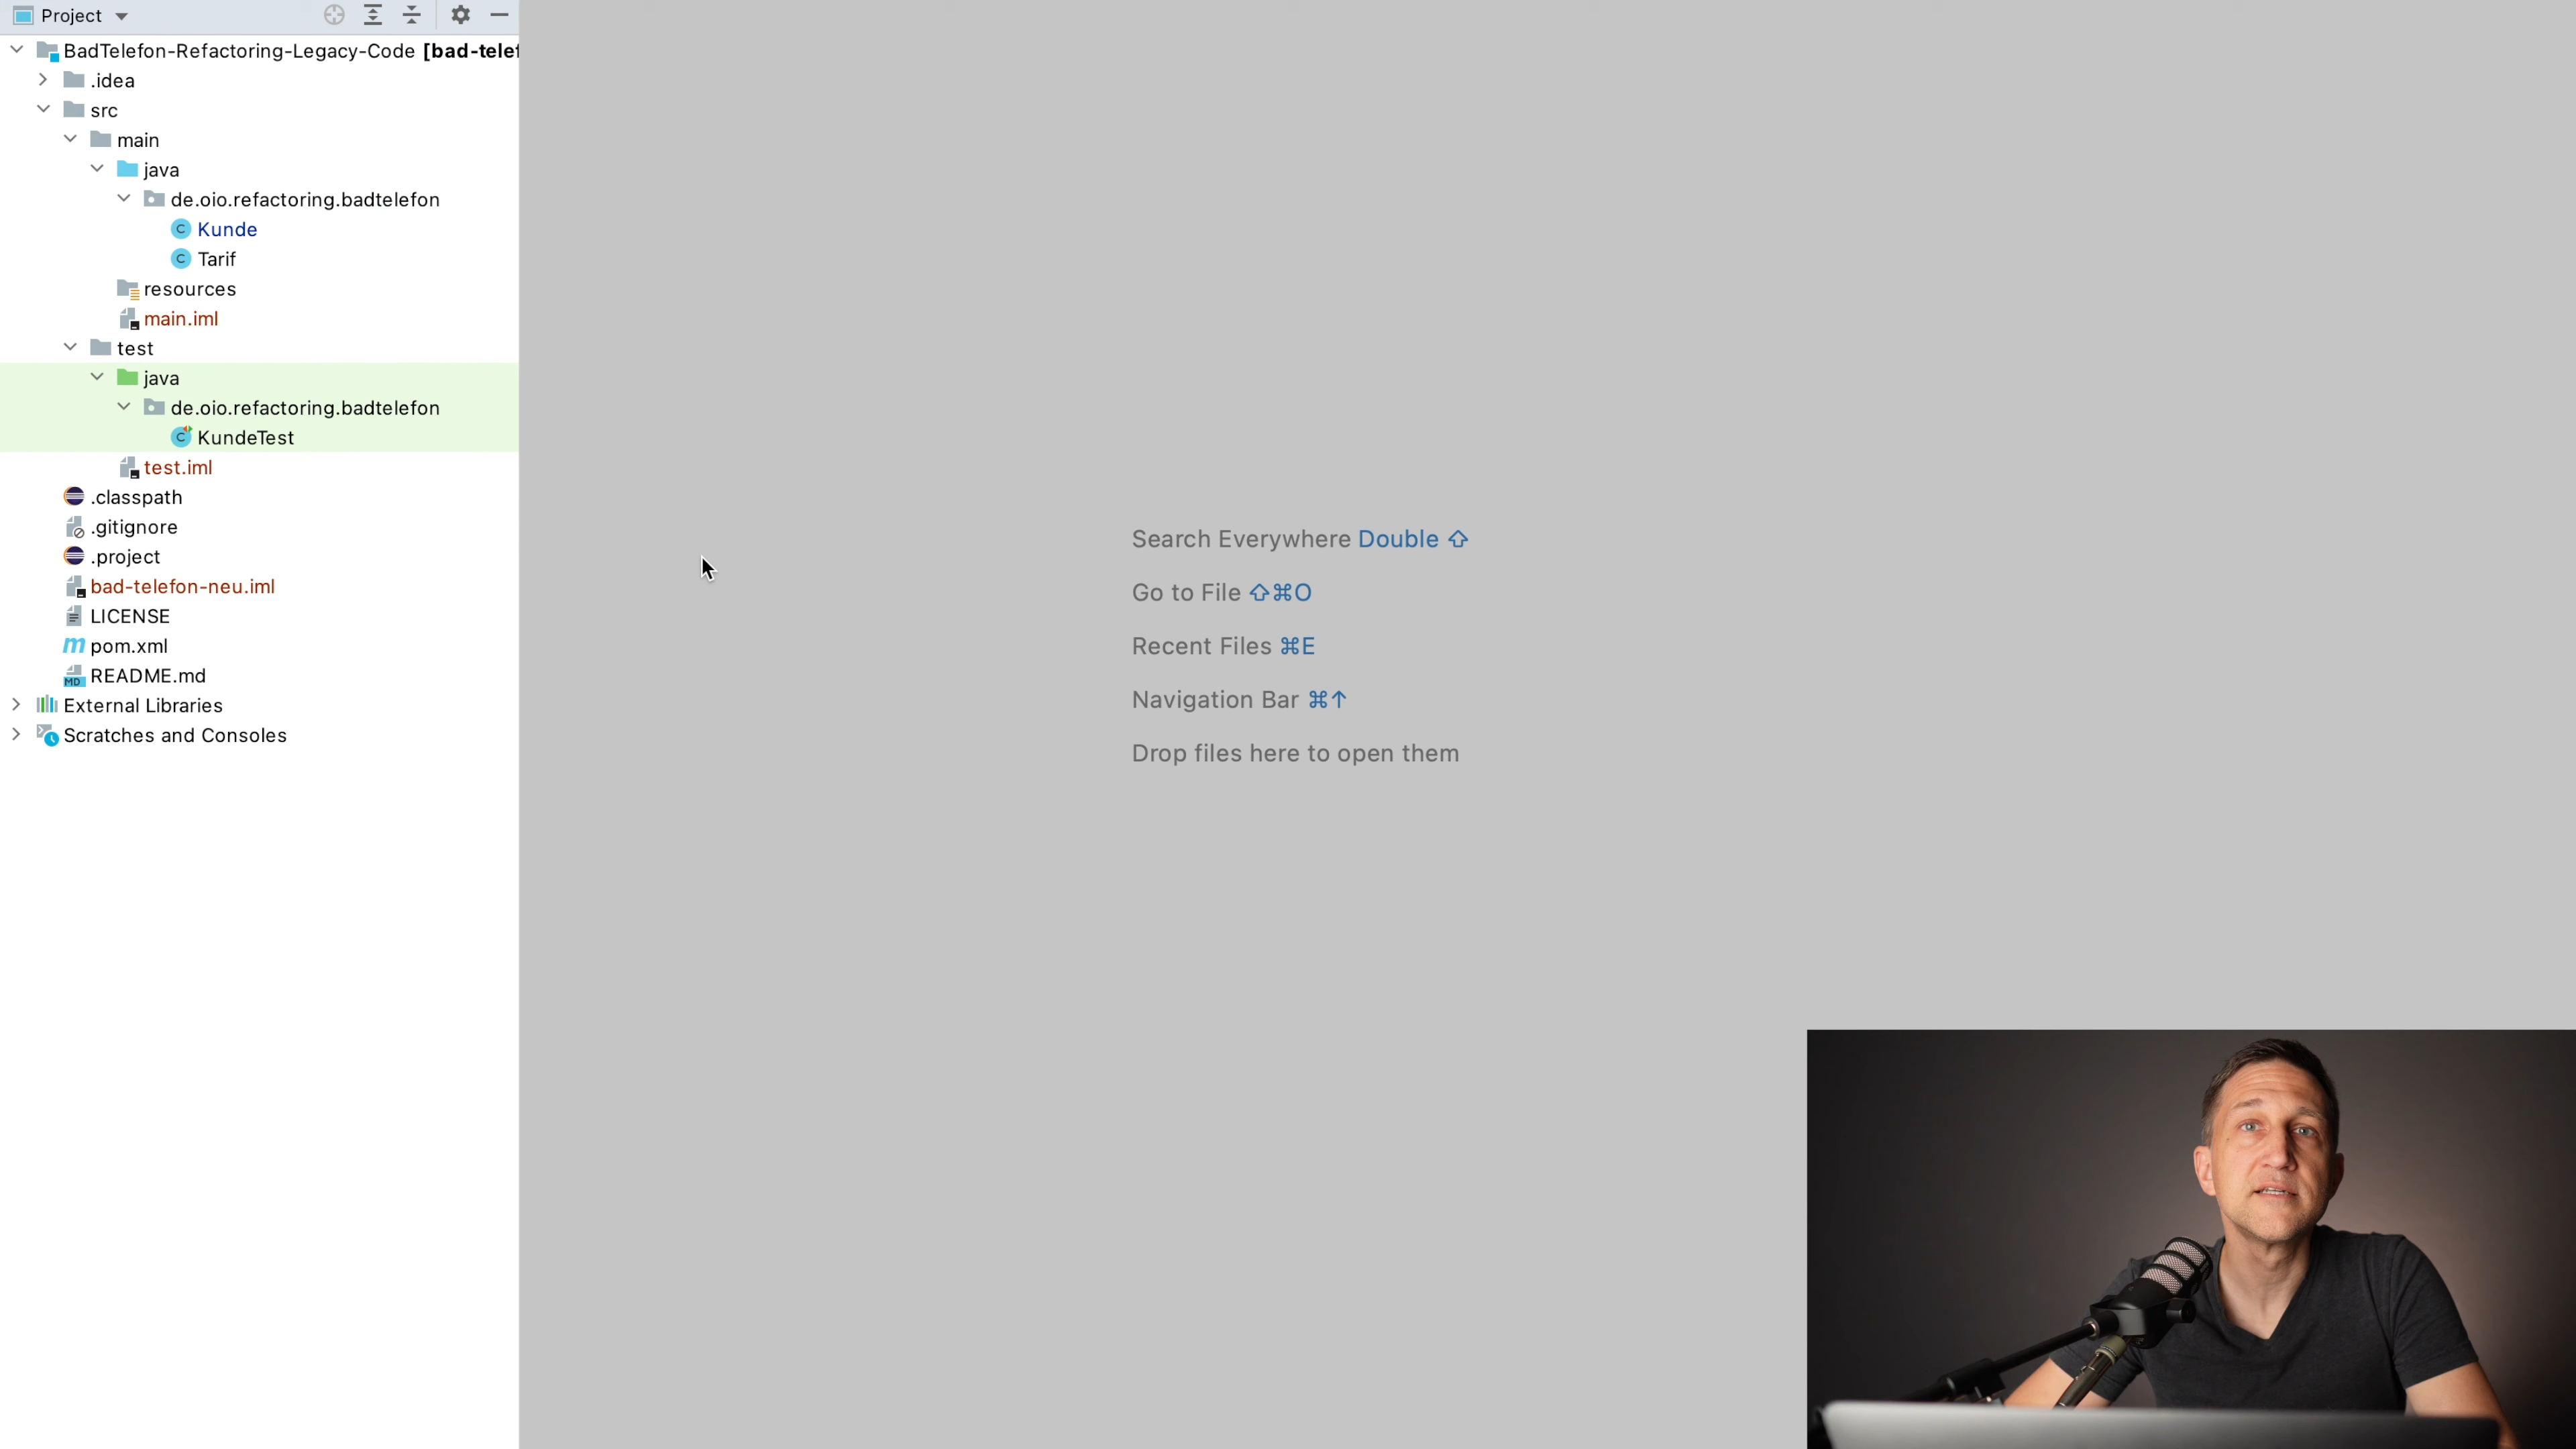 Project
BadTelefon-Refactoring-Legacy-Code [bad-telef
.idea
src
main
java
de.oio.refactoring.badtelefon
C Kunde
C Tarif
resources
main.iml
test
java
de.oio.refactoring.badtelefon
C KundeTest
test.iml
.classpath
.gitignore
.project
bad-telefon-neu.iml
LICENSE
m pom.xml
MD README.md
External Libraries
Scratches and Consoles
Search Everywhere Double ⇧
Go to File ⇧⌘O
Recent Files ⌘E
Navigation Bar ⌘↑
Drop files here to open them